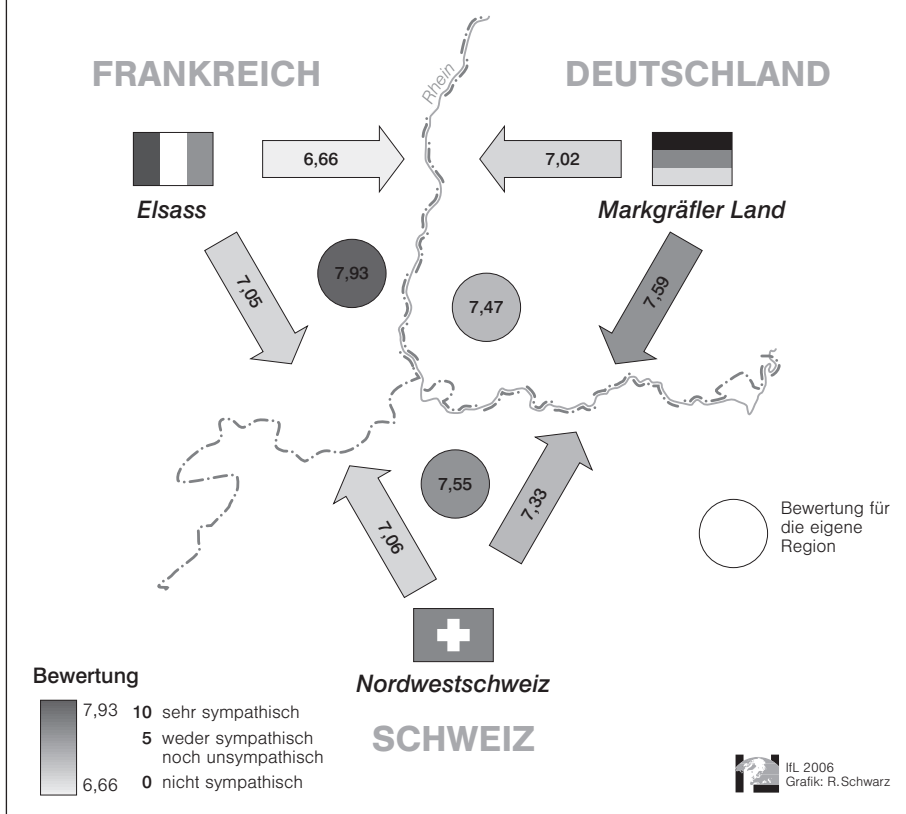 FRANKREICH
DEUTSCHLAND
Rhein
6,66
7,02
Elsass
Markgräfler Land
7,05
7,93
7,47
7,59
7,55
7,06
7,33
Bewertung für
die eigene
Region
Nordwestschweiz
SCHWEIZ
Bewertung
7,93
6,66
10 sehr sympathisch
5 weder sympathisch
noch unsympathisch
0 nicht sympathisch
IfL 2006
Grafik: R.Schwarz